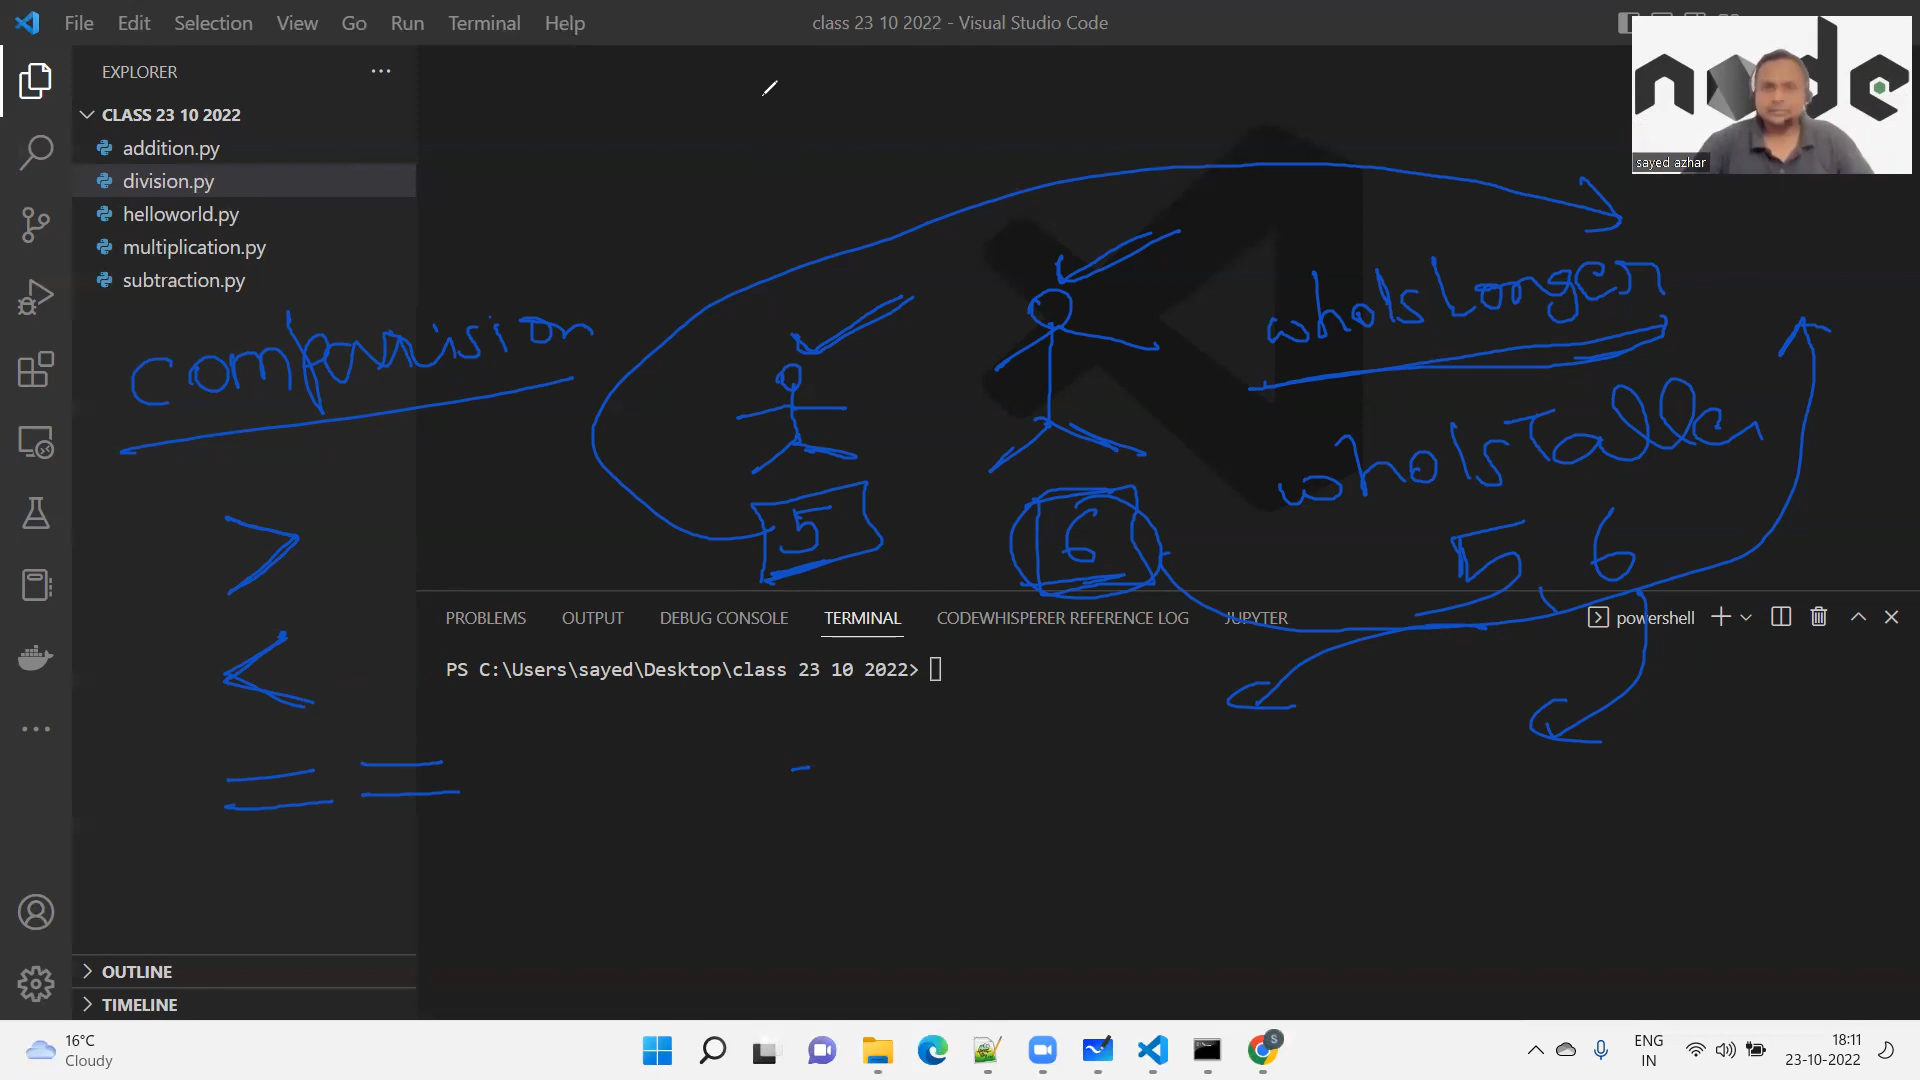 File Edit Selection View Go Run Terminal Help
class 23 10 2022 - Visual Studio Code
node
sayed azhar
EXPLORER
CLASS 23 10 2022
addition.py
division.py
helloworld.py
multiplication.py
subtraction.py
comparision
>
<
= =
5
6
whoIsLonger
whoIsTaller
5, 6
PROBLEMS OUTPUT DEBUG CONSOLE TERMINAL CODEWHISPERER REFERENCE LOG JUPYTER
powershell
PS C:\Users\sayed\Desktop\class 23 10 2022>
OUTLINE
TIMELINE
16°C
Cloudy
S
ENG
IN
18:11
23-10-2022